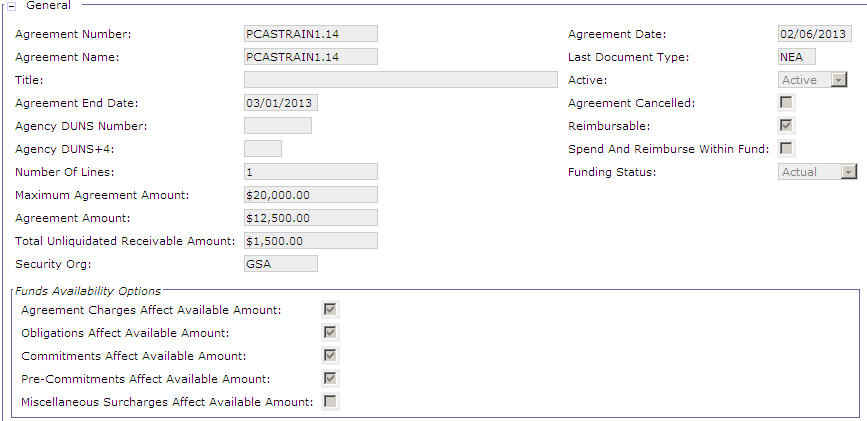 General
Agreement Number: PCASTRAIN1.14 Agreement Date: 02/06/2013
Agreement Name: PCASTRAIN1.14 Last Document Type: NEA
Title: Active: Active
Agreement End Date: 03/01/2013 Agreement Cancelled:
Agency DUNS Number: Reimbursable:
Agency DUNS+4: Spend And Reimburse Within Fund:
Number Of Lines: 1 Funding Status: Actual
Maximum Agreement Amount: $20,000.00
Agreement Amount: $12,500.00
Total Unliquidated Receivable Amount: $1,500.00
Security Org: GSA
Funds Availability Options
Agreement Charges Affect Available Amount:
Obligations Affect Available Amount:
Commitments Affect Available Amount:
Pre-Commitments Affect Available Amount:
Miscellaneous Surcharges Affect Available Amount: